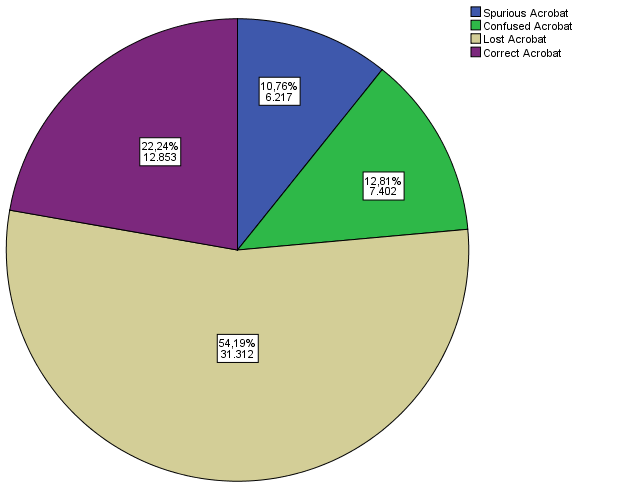 Spurious Acrobat
Confused Acrobat
Lost Acrobat
Correct Acrobat
10,76%
6.217
12,81%
7.402
22,24%
12.853
54,19%
31.312